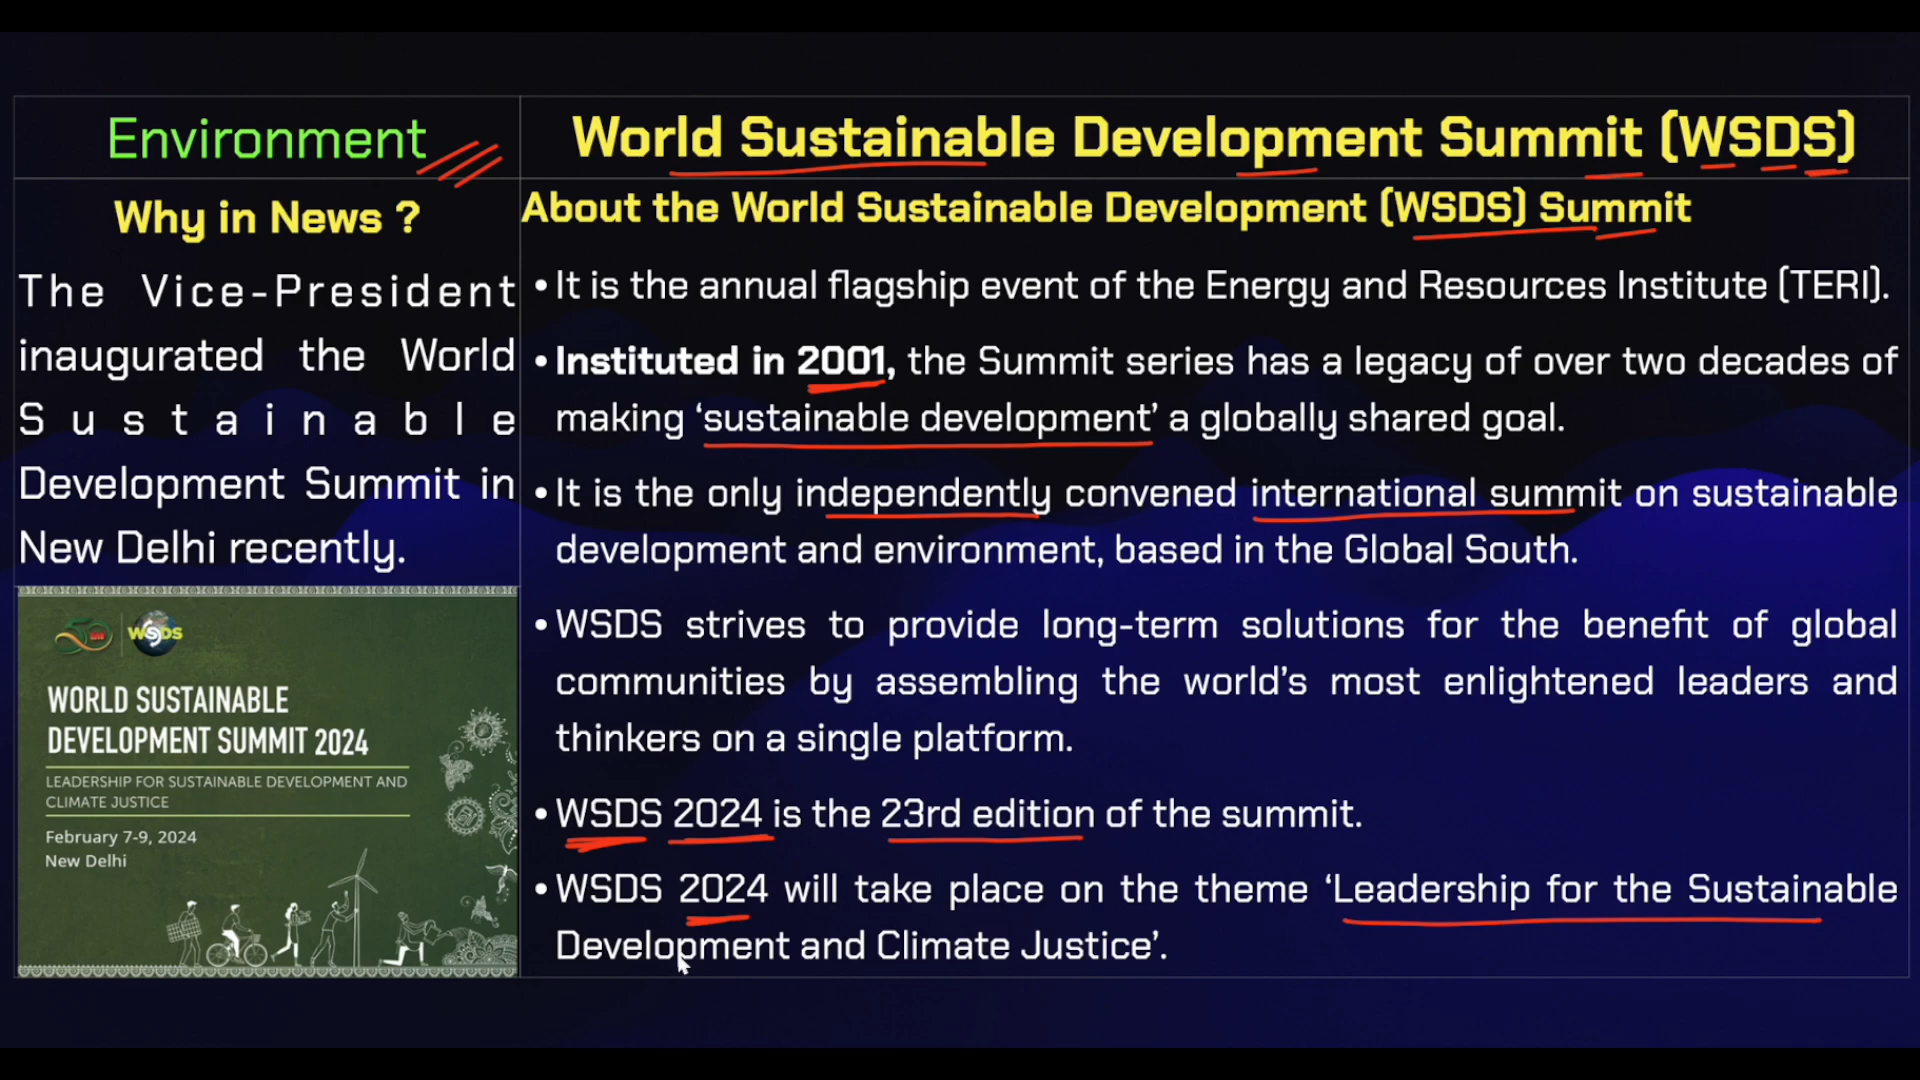 Environment
World Sustainable Development Summit (WSDS)
Why in News ?
The Vice-President
inaugurated the World
Sustainable
Development Summit in
New Delhi recently.
WSDS
WORLD SUSTAINABLE
DEVELOPMENT SUMMIT 2024
LEADERSHIP FOR SUSTAINABLE DEVELOPMENT AND
CLIMATE JUSTICE
February 7-9, 2024
New Delhi
About the World Sustainable Development (WSDS) Summit
• It is the annual flagship event of the Energy and Resources Institute (TERI).
• Instituted in 2001, the Summit series has a legacy of over two decades of
making ‘sustainable development’ a globally shared goal.
• It is the only independently convened international summit on sustainable
development and environment, based in the Global South.
• WSDS strives to provide long-term solutions for the benefit of global
communities by assembling the world’s most enlightened leaders and
thinkers on a single platform.
• WSDS 2024 is the 23rd edition of the summit.
• WSDS 2024 will take place on the theme ‘Leadership for the Sustainable
Development and Climate Justice’.